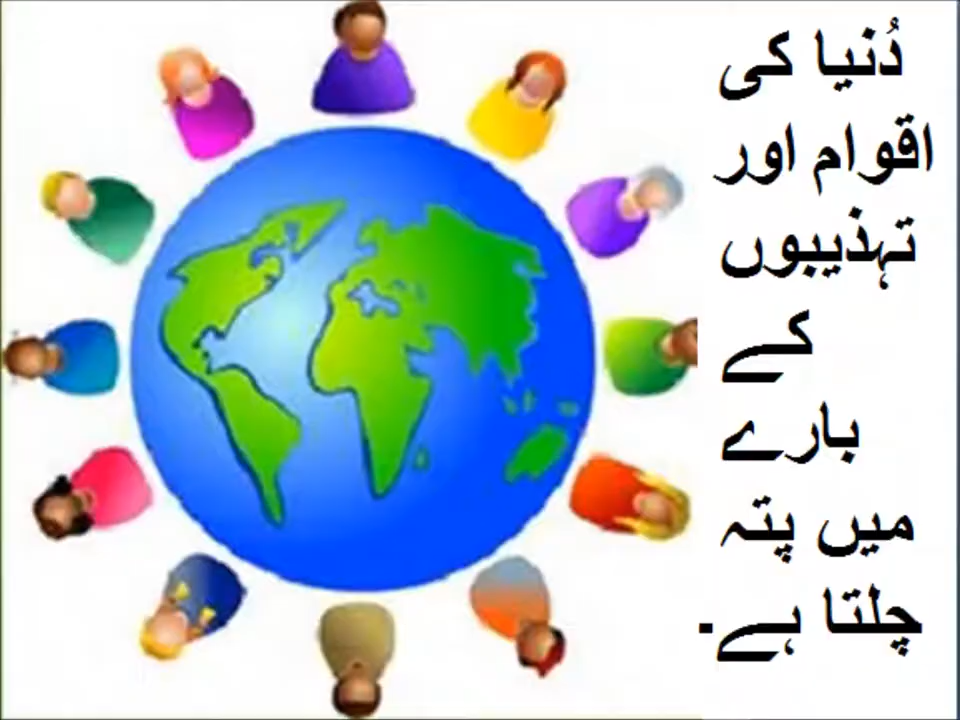 دُنیا کی
اقوام اور
تہذیبوں
کے
بارے
میں پتہ
چلتا ہے۔